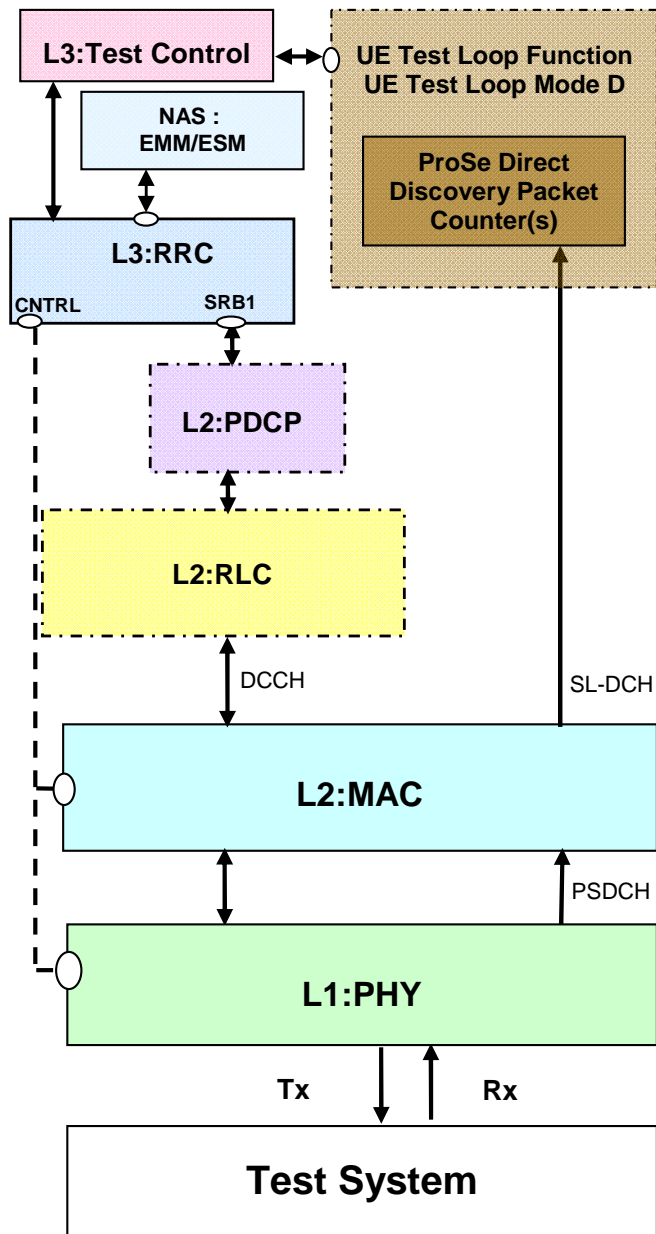 L3:Test Control
UE Test Loop Function
UE Test Loop Mode D
NAS :
EMM/ESM
ProSe Direct
Discovery Packet
Counter(s)
L3:RRC
CNTRL
SRB1
L2:PDCP
L2:RLC
DCCH
SL-DCH
L2:MAC
PSDCH
L1:PHY
Tx
Rx
Test System